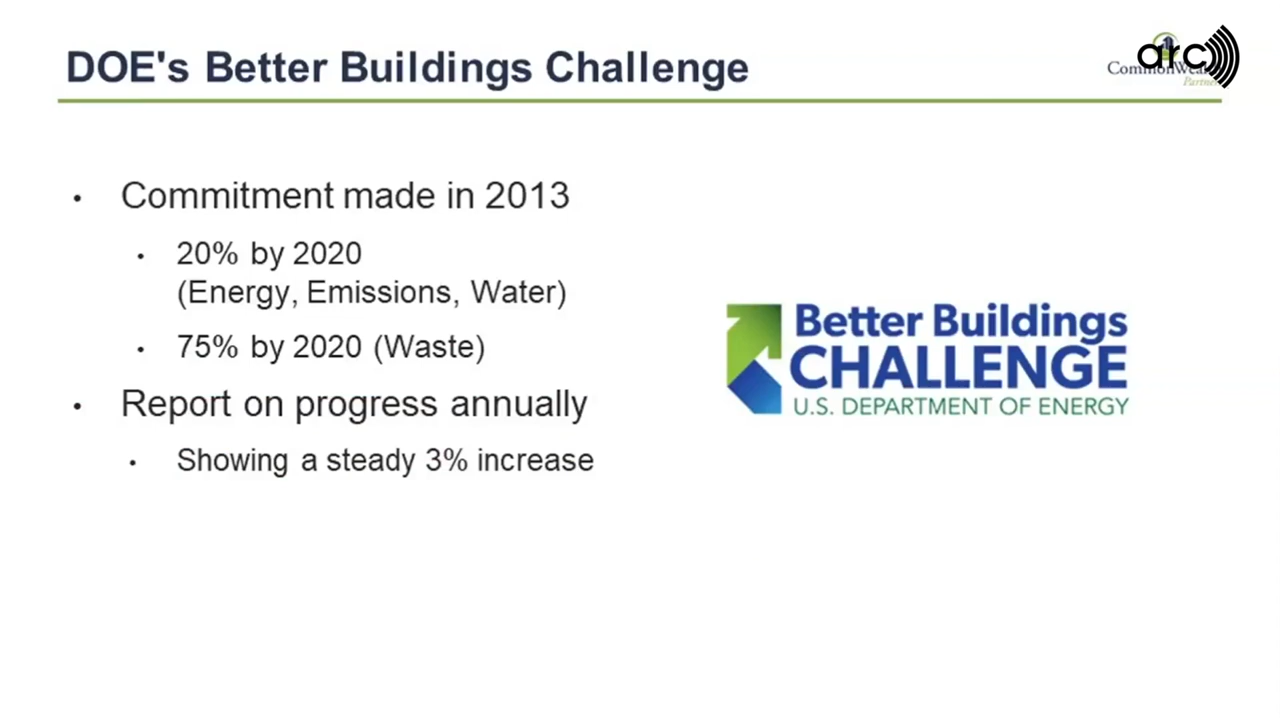 DOE's Better Buildings Challenge
arc
Partners
• Commitment made in 2013
• 20% by 2020
(Energy, Emissions, Water)
• 75% by 2020 (Waste)
• Report on progress annually
• Showing a steady 3% increase
Better Buildings
CHALLENGE
U.S. DEPARTMENT OF ENERGY